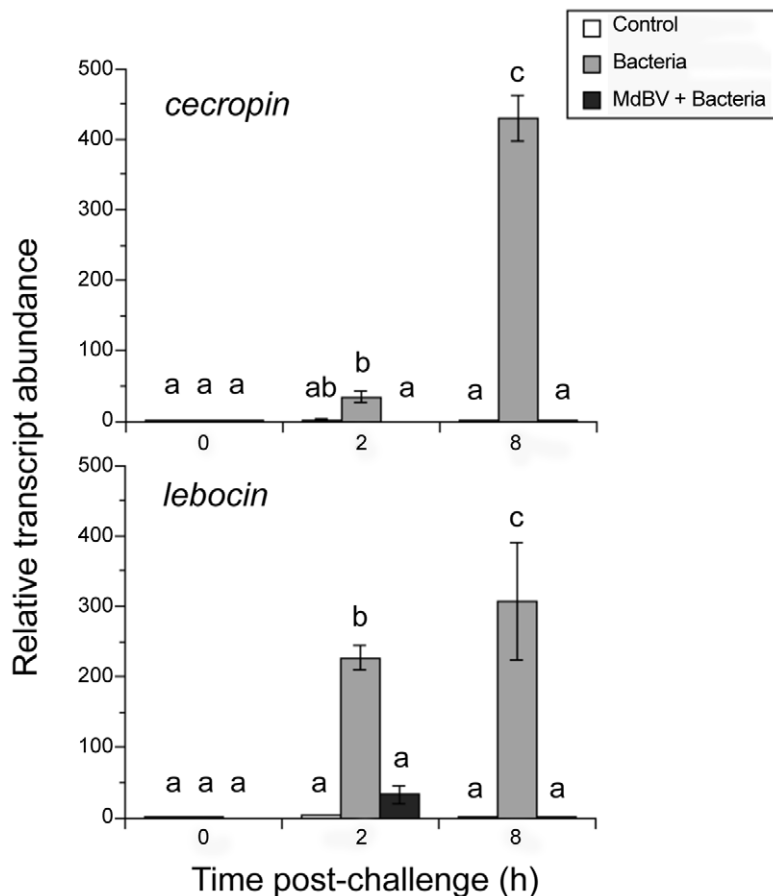 Control
Bacteria
MdBV + Bacteria
Relative transcript abundance
cecropin
500
400
300
200
100
0
a a a
ab b a
a c a
0 2 8
lebocin
500
400
300
200
100
0
a a a
a b a
a c a
0 2 8
Time post-challenge (h)